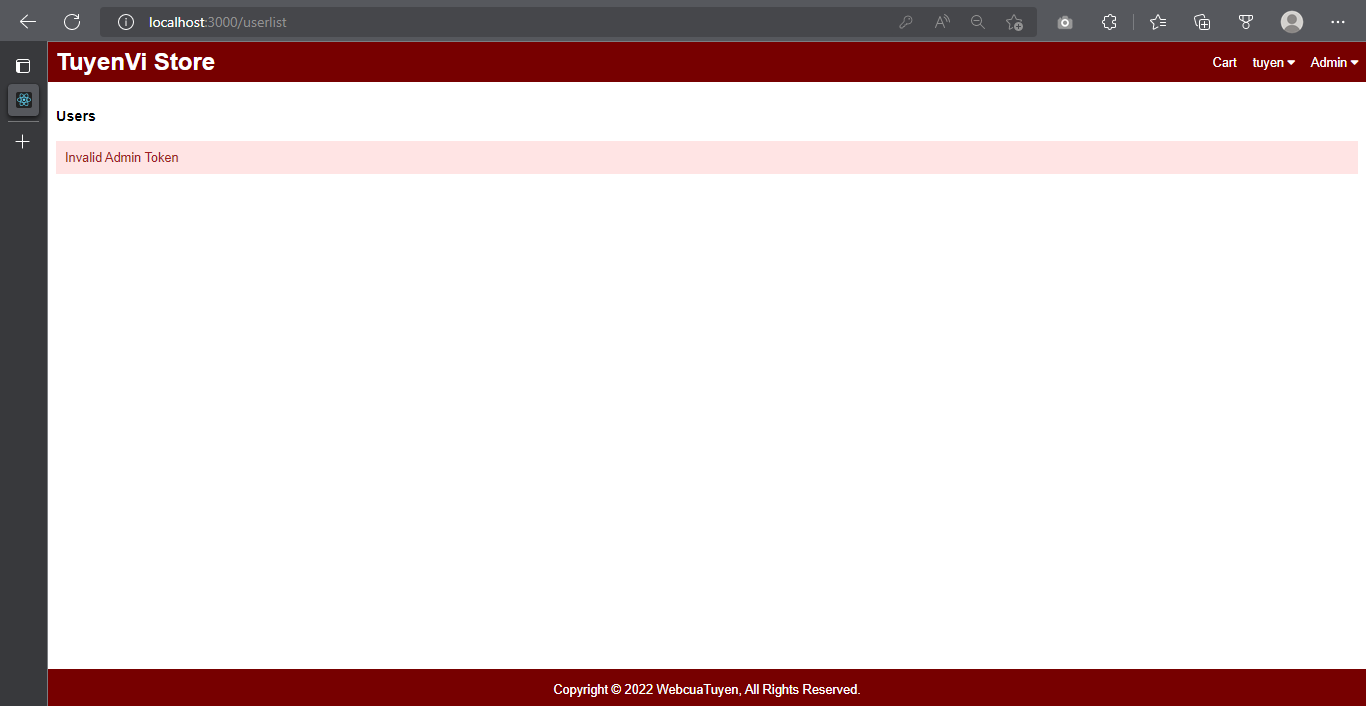 localhost:3000/userlist
TuyenVi Store
Cart tuyen Admin
Users
Invalid Admin Token
Copyright © 2022 WebcuaTuyen, All Rights Reserved.